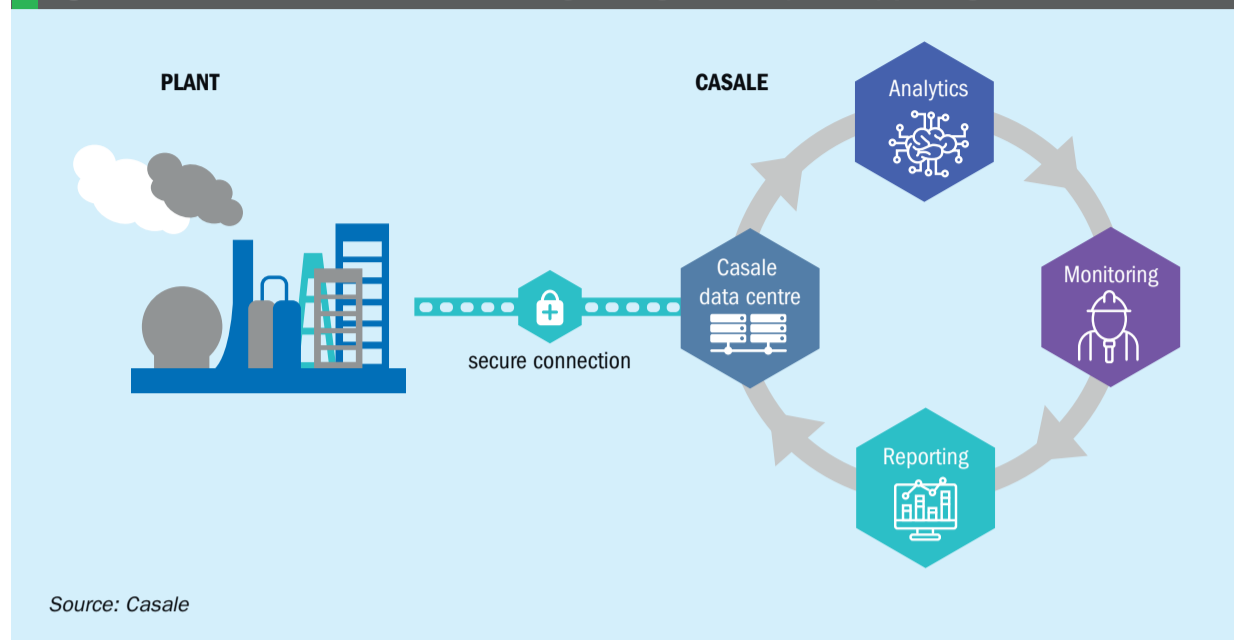 PLANT
CASALE
Analytics
Casale
data centre
Monitoring
secure connection
Reporting
Source: Casale